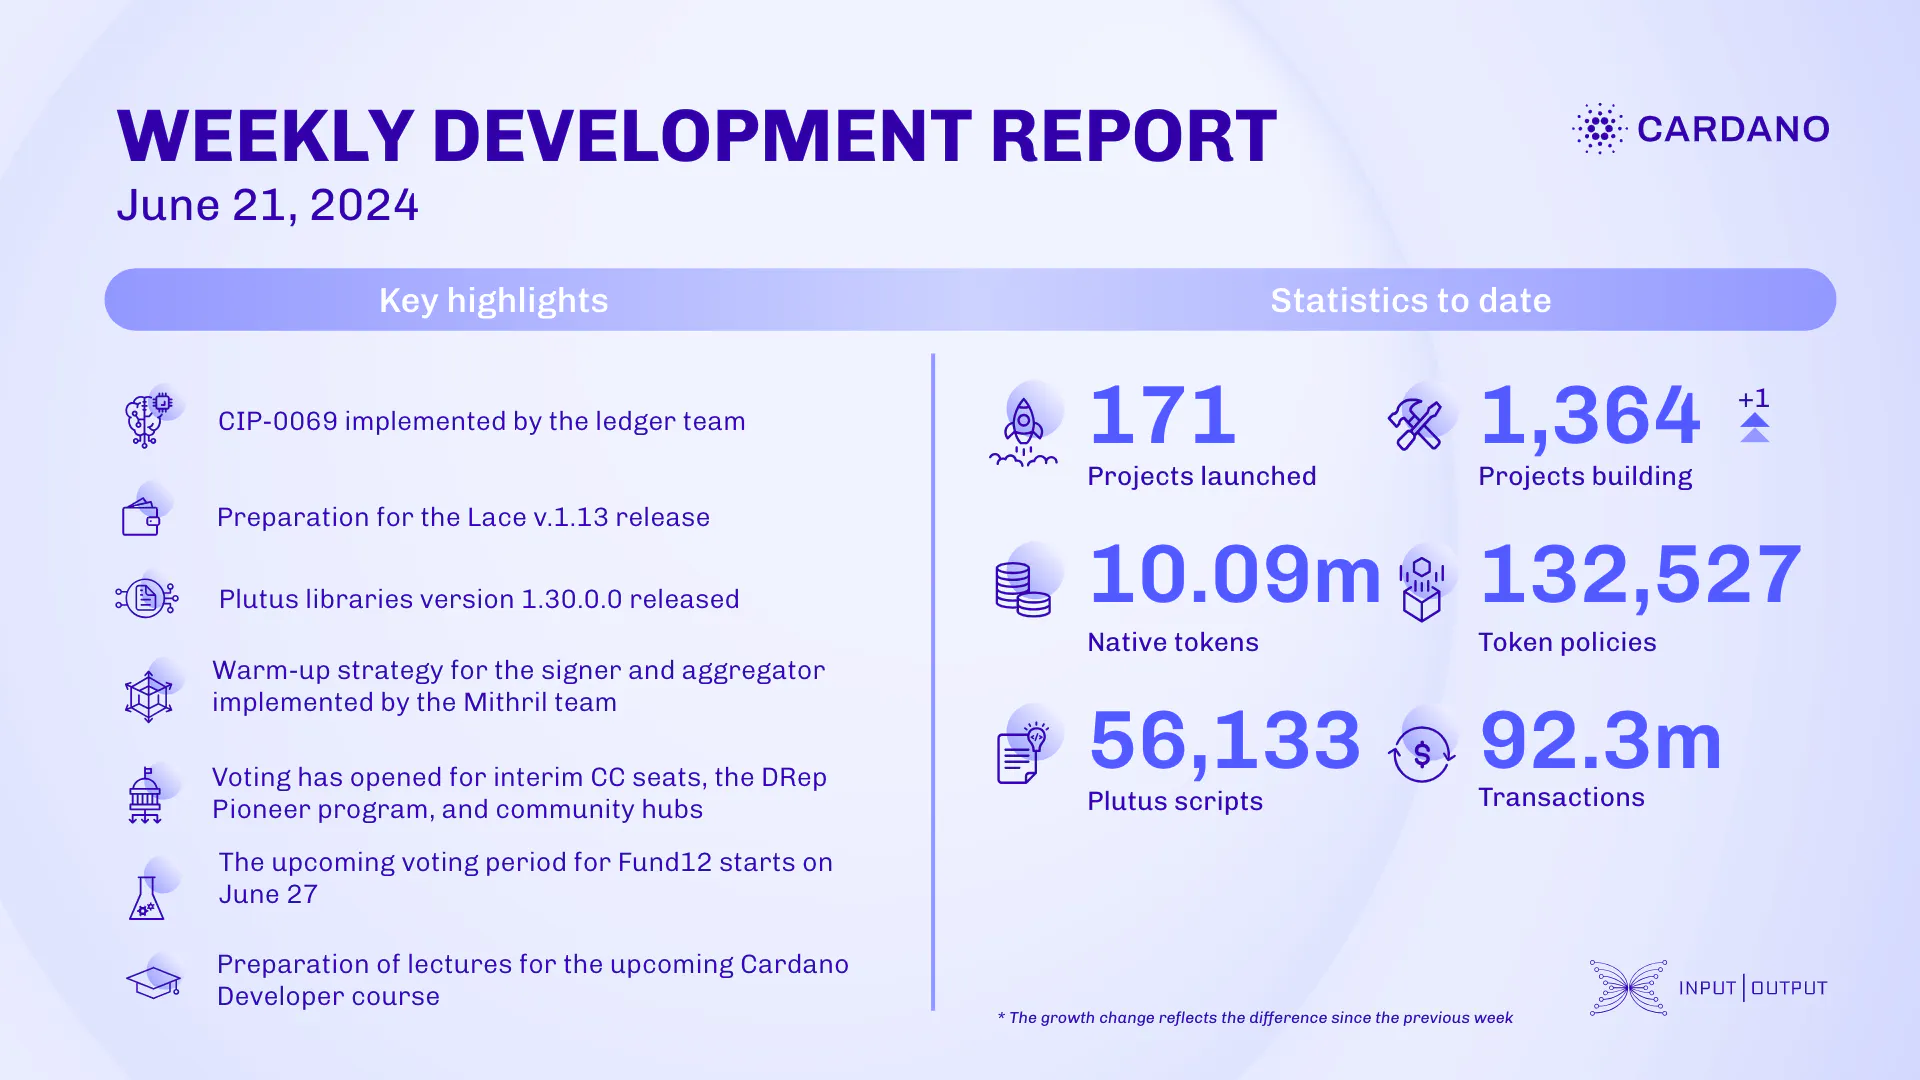 WEEKLY DEVELOPMENT REPORT
June 21, 2024
CARDANO
Key highlights
Statistics to date
CIP-0069 implemented by the ledger team
Preparation for the Lace v.1.13 release
Plutus libraries version 1.30.0.0 released
Warm-up strategy for the signer and aggregator
implemented by the Mithril team
Voting has opened for interim CC seats, the DRep
Pioneer program, and community hubs
The upcoming voting period for Fund12 starts on
June 27
Preparation of lectures for the upcoming Cardano
Developer course
171
Projects launched
1,364
+1
Projects building
10.09m
Native tokens
132,527
Token policies
56,133
Plutus scripts
$
92.3m
Transactions
* The growth change reflects the difference since the previous week
INPUT | OUTPUT